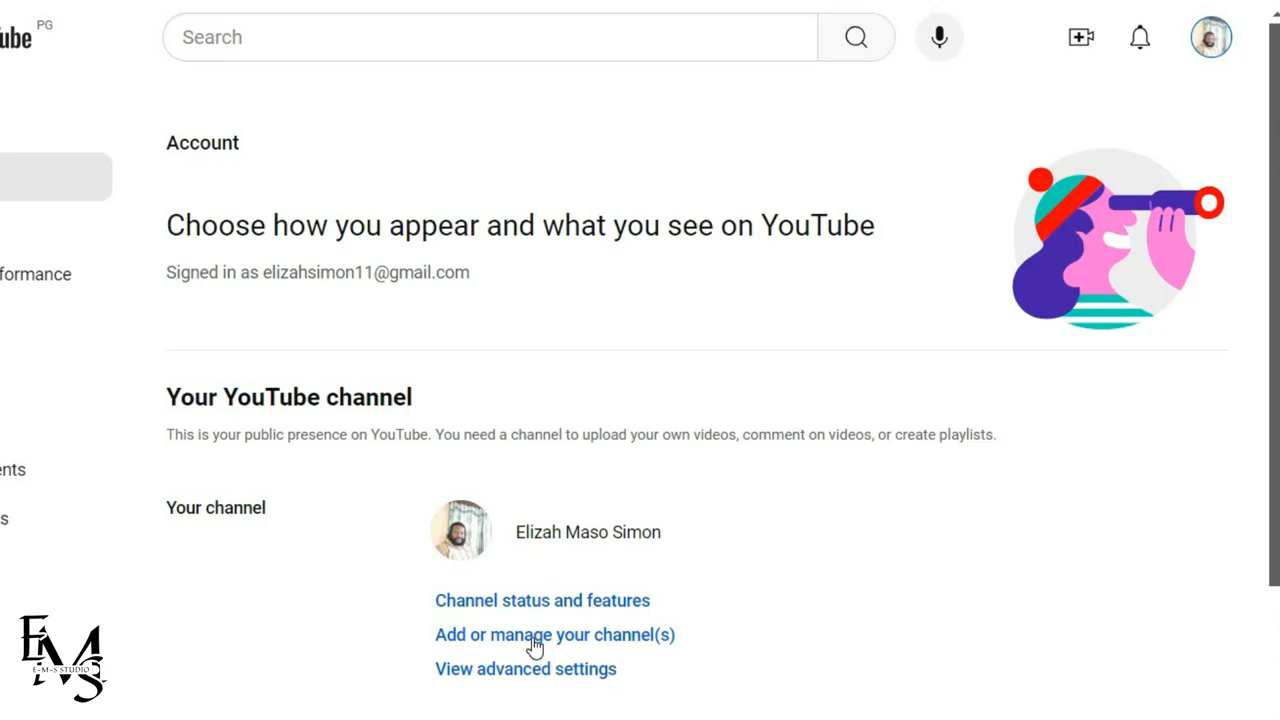 ube PG
Search
Account
Choose how you appear and what you see on YouTube
Signed in as elizahsimon11@gmail.com
formance
Your YouTube channel
This is your public presence on YouTube. You need a channel to upload your own videos, comment on videos, or create playlists.
ents
s
Your channel
Elizah Maso Simon
Channel status and features
Add or manage your channel(s)
View advanced settings
EMS
E-M-S STUDIO